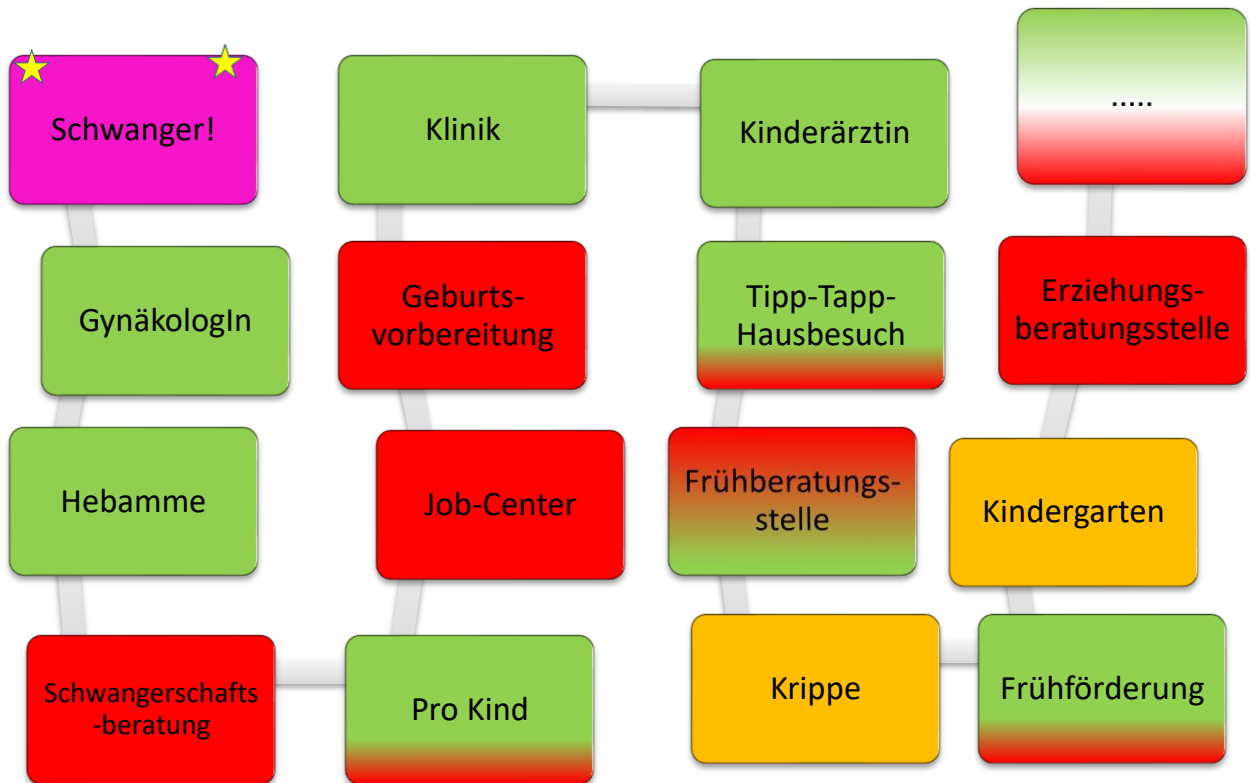 Schwanger!
GynäkologIn
Hebamme
Schwangerschafts
-beratung
Pro Kind
Job-Center
Geburts-
vorbereitung
Klinik
Kinderärztin
Tipp-Tapp-
Hausbesuch
Frühberatungs-
stelle
Krippe
Frühförderung
Kindergarten
Erziehungs-
beratungsstelle
.....